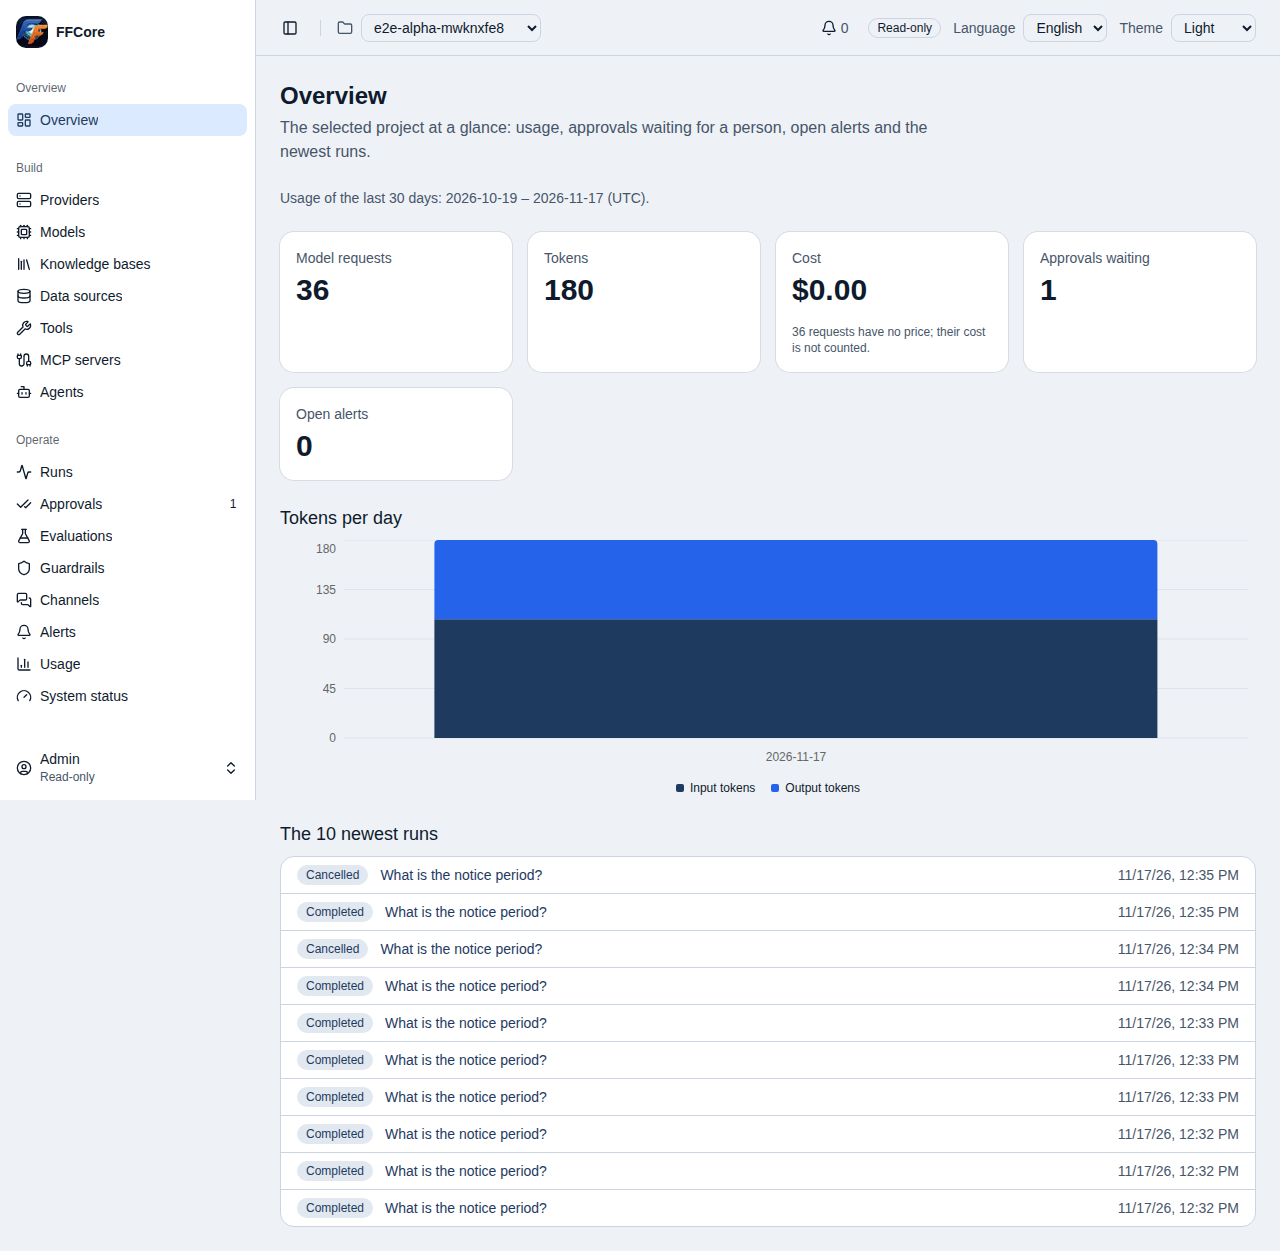 FFCore
Overview
Overview
Build
Providers
Models
Knowledge bases
Data sources
Tools
MCP servers
Agents
Operate
Runs
Approvals 1
Evaluations
Guardrails
Channels
Alerts
Usage
System status
Admin
Read-only
e2e-alpha-mwknxfe8
0
Read-only
Language English
Theme Light
Overview
The selected project at a glance: usage, approvals waiting for a person, open alerts and the
newest runs.
Usage of the last 30 days: 2026-10-19 – 2026-11-17 (UTC).
Model requests
36
Tokens
180
Cost
$0.00
36 requests have no price; their cost
is not counted.
Approvals waiting
1
Open alerts
0
Tokens per day
180
135
90
45
0
2026-11-17
Input tokens Output tokens
The 10 newest runs
Cancelled What is the notice period? 11/17/26, 12:35 PM
Completed What is the notice period? 11/17/26, 12:35 PM
Cancelled What is the notice period? 11/17/26, 12:34 PM
Completed What is the notice period? 11/17/26, 12:34 PM
Completed What is the notice period? 11/17/26, 12:33 PM
Completed What is the notice period? 11/17/26, 12:33 PM
Completed What is the notice period? 11/17/26, 12:33 PM
Completed What is the notice period? 11/17/26, 12:32 PM
Completed What is the notice period? 11/17/26, 12:32 PM
Completed What is the notice period? 11/17/26, 12:32 PM